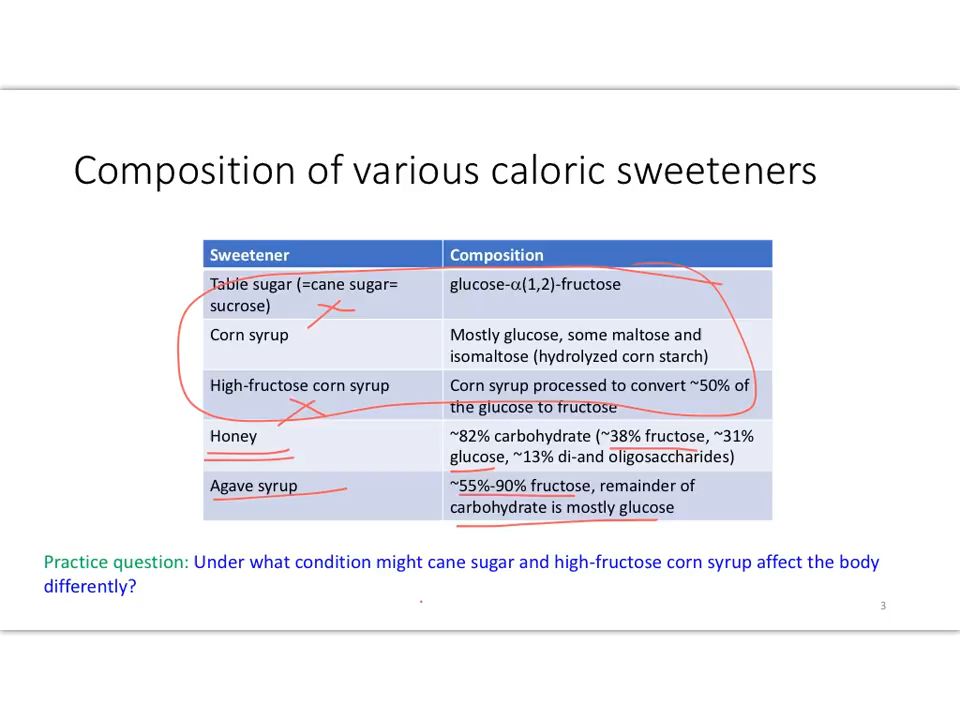 Composition of various caloric sweeteners
Sweetener Composition
Table sugar (=cane sugar= glucose-α(1,2)-fructose
sucrose)
Corn syrup Mostly glucose, some maltose and
isomaltose (hydrolyzed corn starch)
High-fructose corn syrup Corn syrup processed to convert ~50% of
the glucose to fructose
Honey ~82% carbohydrate (~38% fructose, ~31%
glucose, ~13% di-and oligosaccharides)
Agave syrup ~55%-90% fructose, remainder of
carbohydrate is mostly glucose
Practice question: Under what condition might cane sugar and high-fructose corn syrup affect the body
differently?
3